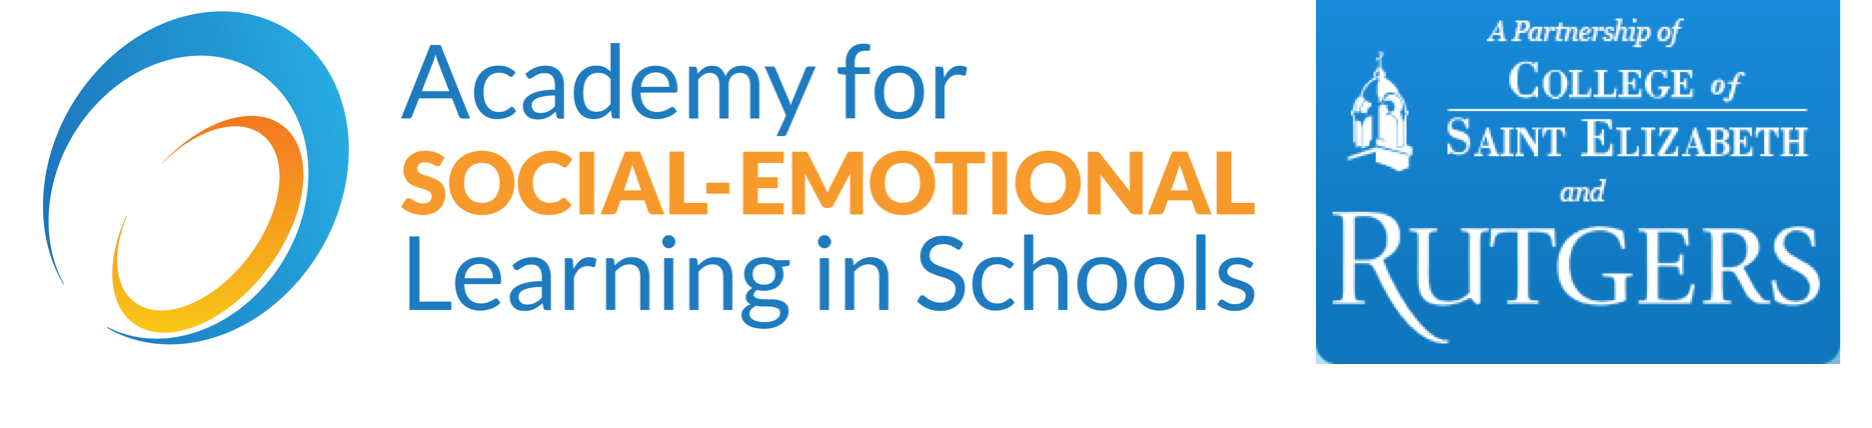 Academy for
SOCIAL-EMOTIONAL
Learning in Schools
A Partnership of
COLLEGE of
SAINT ELIZABETH
and
RUTGERS